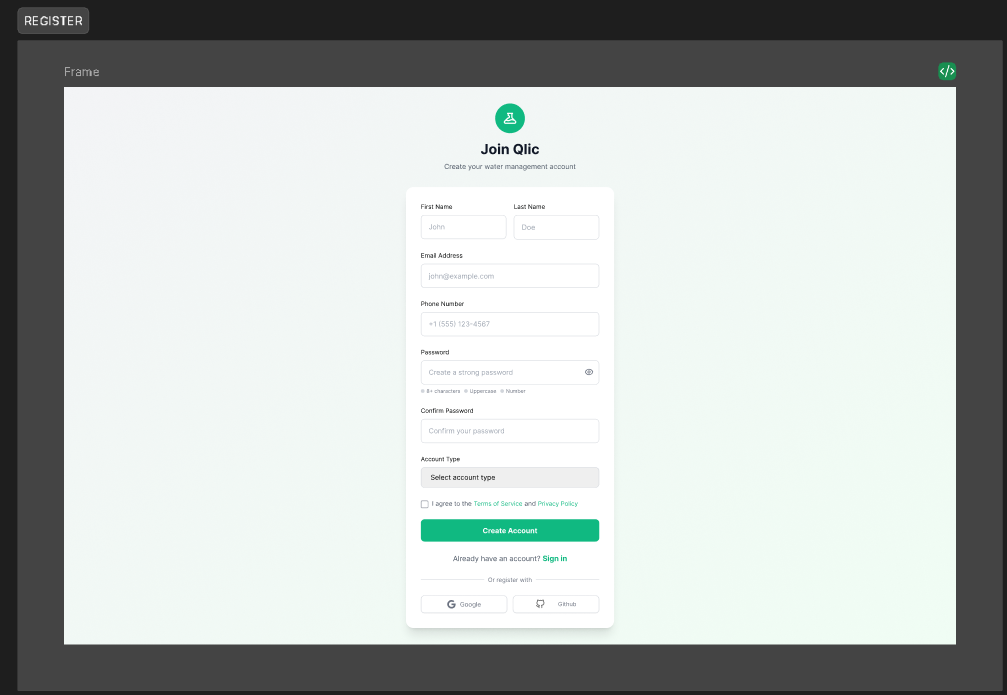 REGISTER
Frame
</>
Join Qlic
Create your water management account
First Name Last Name
John Doe
Email Address
john@example.com
Phone Number
+1 (555) 123-4567
Password
Create a strong password
8+ characters Uppercase Number
Confirm Password
Confirm your password
Account Type
Select account type
I agree to the Terms of Service and Privacy Policy
Create Account
Already have an account? Sign in
Or register with
Google Github